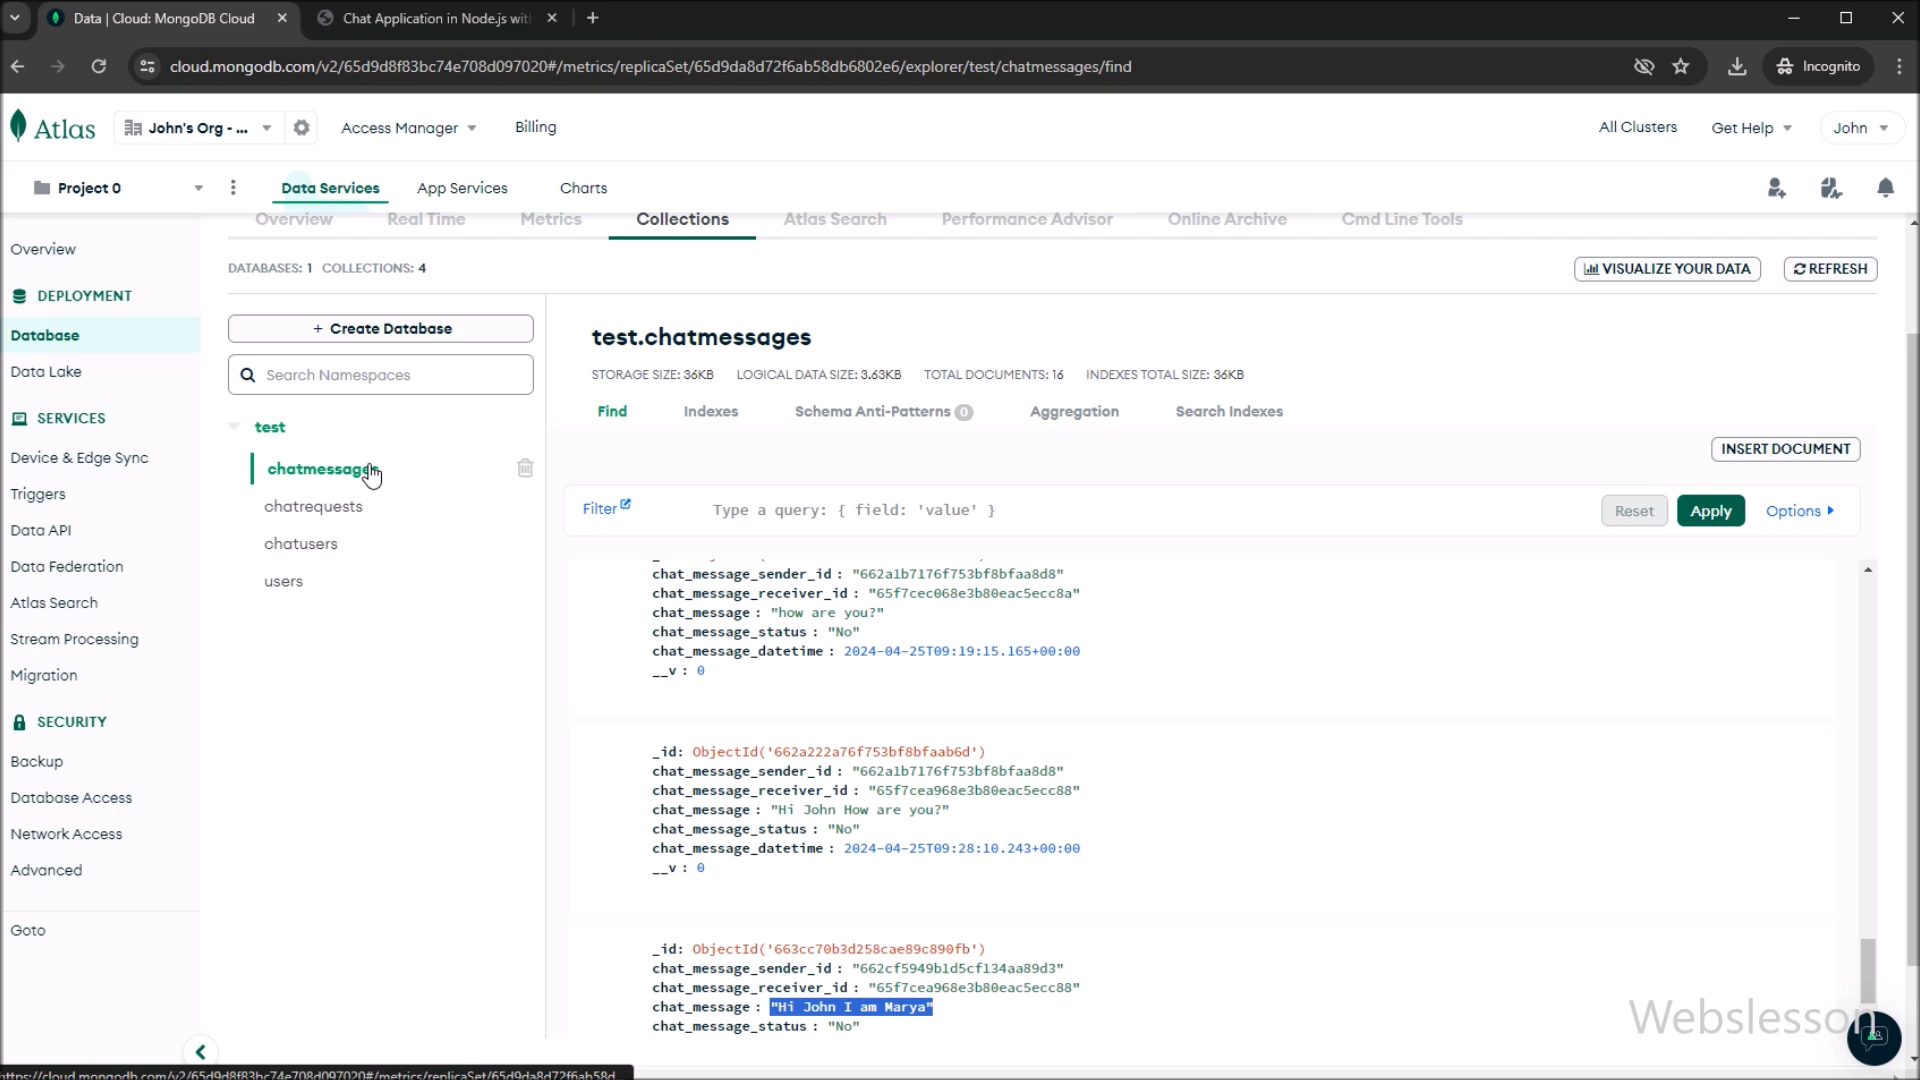 Data | Cloud: MongoDB Cloud
Chat Application in Node.js wit
cloud.mongodb.com/v2/65d9d8f83bc74e708d097020#/metrics/replicaSet/65d9da8d72f6ab58db6802e6/explorer/test/chatmessages/find
Incognito
Atlas
John's Org - ...
Access Manager
Billing
All Clusters
Get Help
John
Project 0
Data Services
App Services
Charts
Overview
Real Time
Metrics
Collections
Atlas Search
Performance Advisor
Online Archive
Cmd Line Tools
Overview
DEPLOYMENT
Database
Data Lake
SERVICES
Device & Edge Sync
Triggers
Data API
Data Federation
Atlas Search
Stream Processing
Migration
SECURITY
Backup
Database Access
Network Access
Advanced
Goto
DATABASES: 1 COLLECTIONS: 4
VISUALIZE YOUR DATA
REFRESH
+ Create Database
Search Namespaces
test
chatmessages
chatrequests
chatusers
users
test.chatmessages
STORAGE SIZE: 36KB LOGICAL DATA SIZE: 3.63KB TOTAL DOCUMENTS: 16 INDEXES TOTAL SIZE: 36KB
Find
Indexes
Schema Anti-Patterns 0
Aggregation
Search Indexes
INSERT DOCUMENT
Filter
Type a query: { field: 'value' }
Reset
Apply
Options
chat_message_sender_id : "662a1b7176f753bf8bfaa8d8"
chat_message_receiver_id : "65f7cec068e3b80eac5ecc8a"
chat_message : "how are you?"
chat_message_status : "No"
chat_message_datetime : 2024-04-25T09:19:15.165+00:00
__v : 0
_id: ObjectId('662a222a76f753bf8bfaab6d')
chat_message_sender_id : "662a1b7176f753bf8bfaa8d8"
chat_message_receiver_id : "65f7cea968e3b80eac5ecc88"
chat_message : "Hi John How are you?"
chat_message_status : "No"
chat_message_datetime : 2024-04-25T09:28:10.243+00:00
__v : 0
_id: ObjectId('663cc70b3d258cae89c890fb')
chat_message_sender_id : "662cf5949b1d5cf134aa89d3"
chat_message_receiver_id : "65f7cea968e3b80eac5ecc88"
chat_message : "Hi John I am Marya"
chat_message_status : "No"
Webslesson
https://cloud.mongodb.com/v2/65d9d8f83bc74e708d097020#/metrics/replicaSet/65d9da8d72f6ab58d...